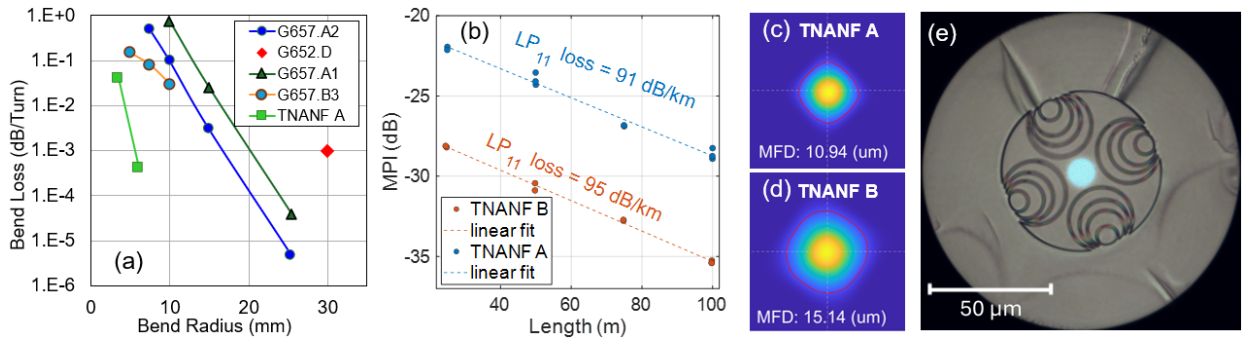 1.E+0
1.E-1
1.E-2
1.E-3
1.E-4
1.E-5
1.E-6
Bend Loss (dB/Turn)
0
10
20
30
Bend Radius (mm)
(a)
G657.A2
G652.D
G657.A1
G657.B3
TNANF A
(b)
-20
-25
-30
-35
MPI (dB)
LP11 loss = 91 dB/km
LP11 loss = 95 dB/km
TNANF B
linear fit
TNANF A
linear fit
40
60
80
100
Length (m)
(c) TNANF A
MFD: 10.94 (um)
(d) TNANF B
MFD: 15.14 (um)
(e)
50 µm